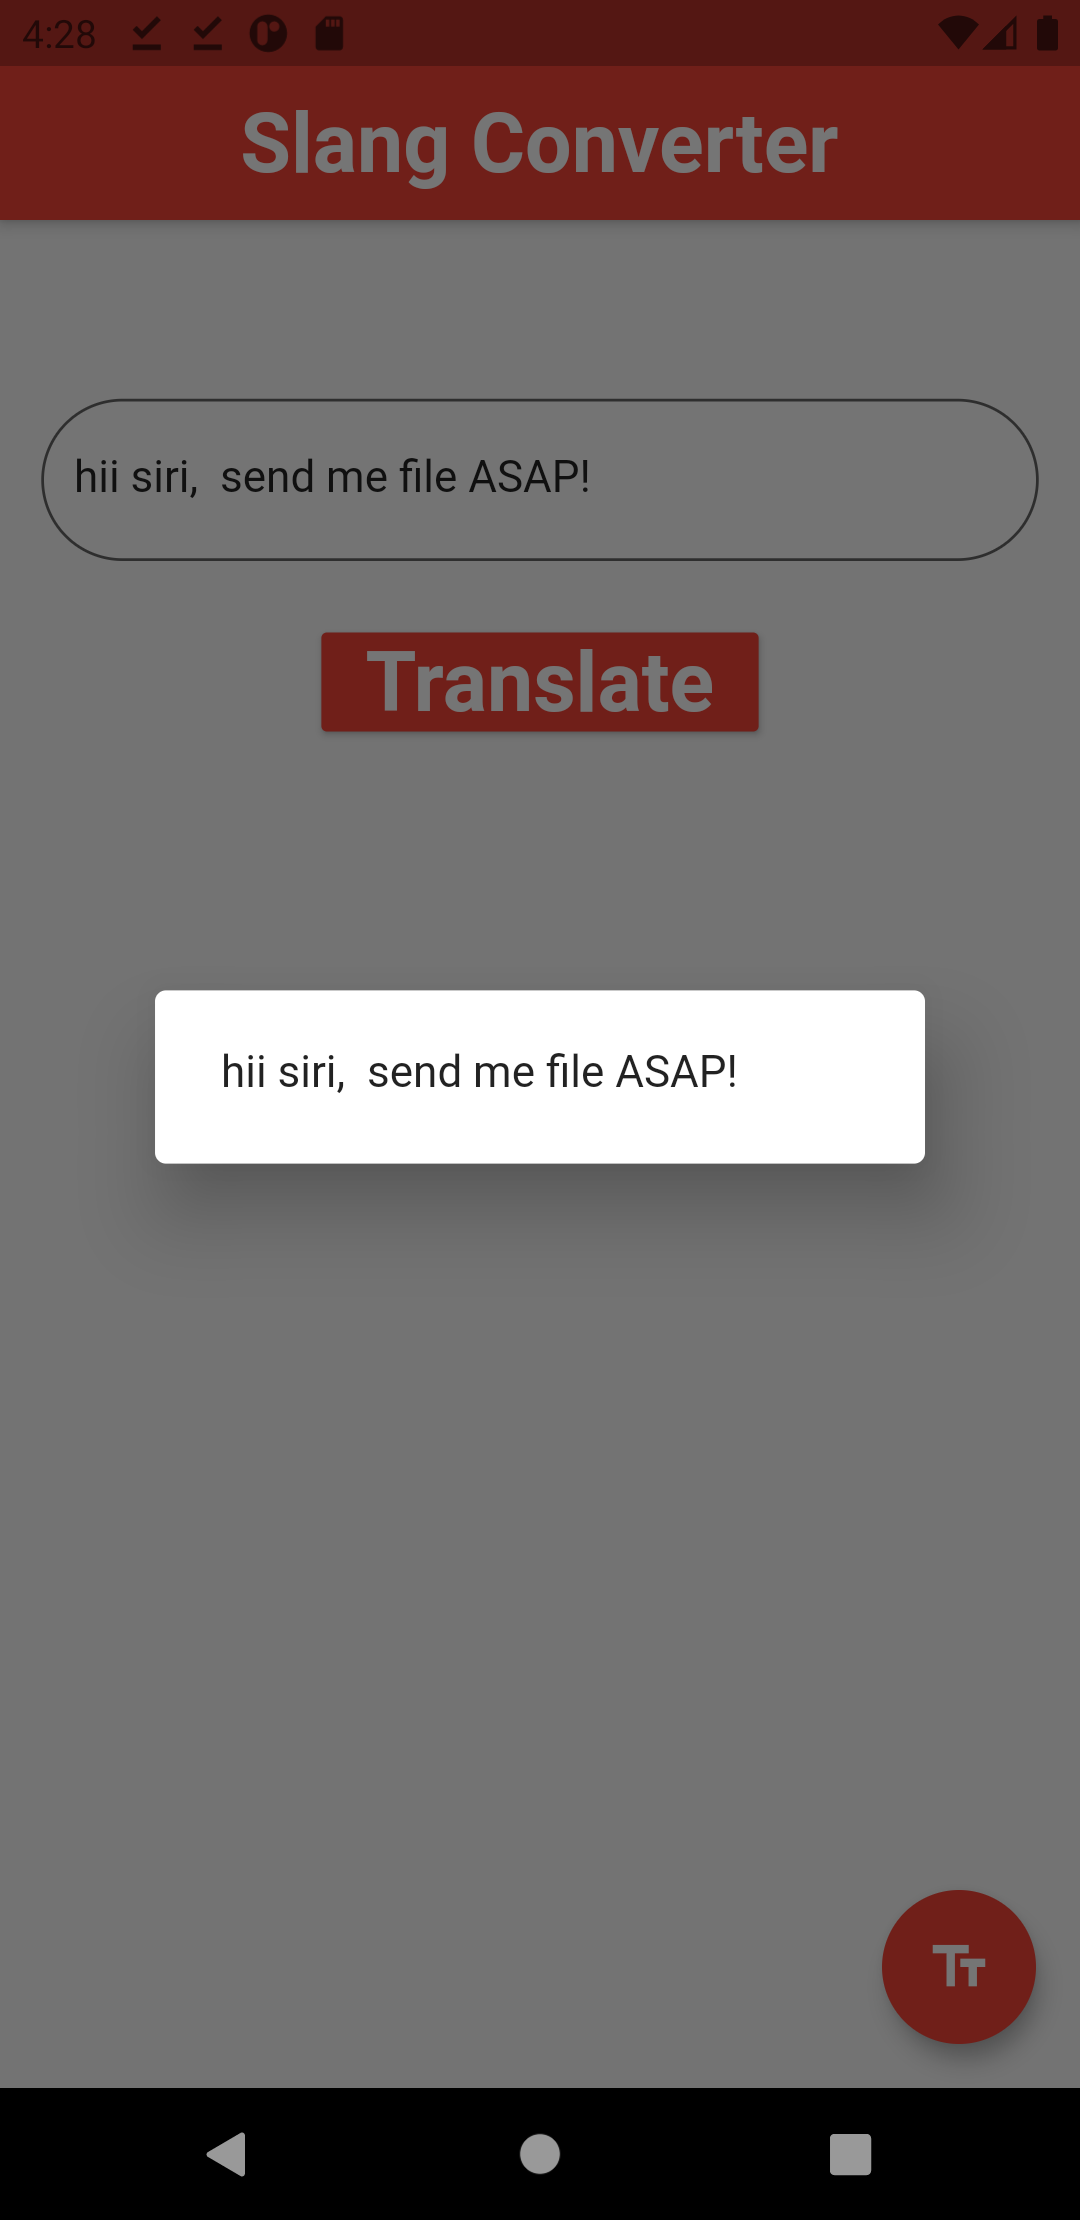 4:28
Slang Converter
hii siri,  send me file ASAP!
Translate
hii siri,  send me file ASAP!